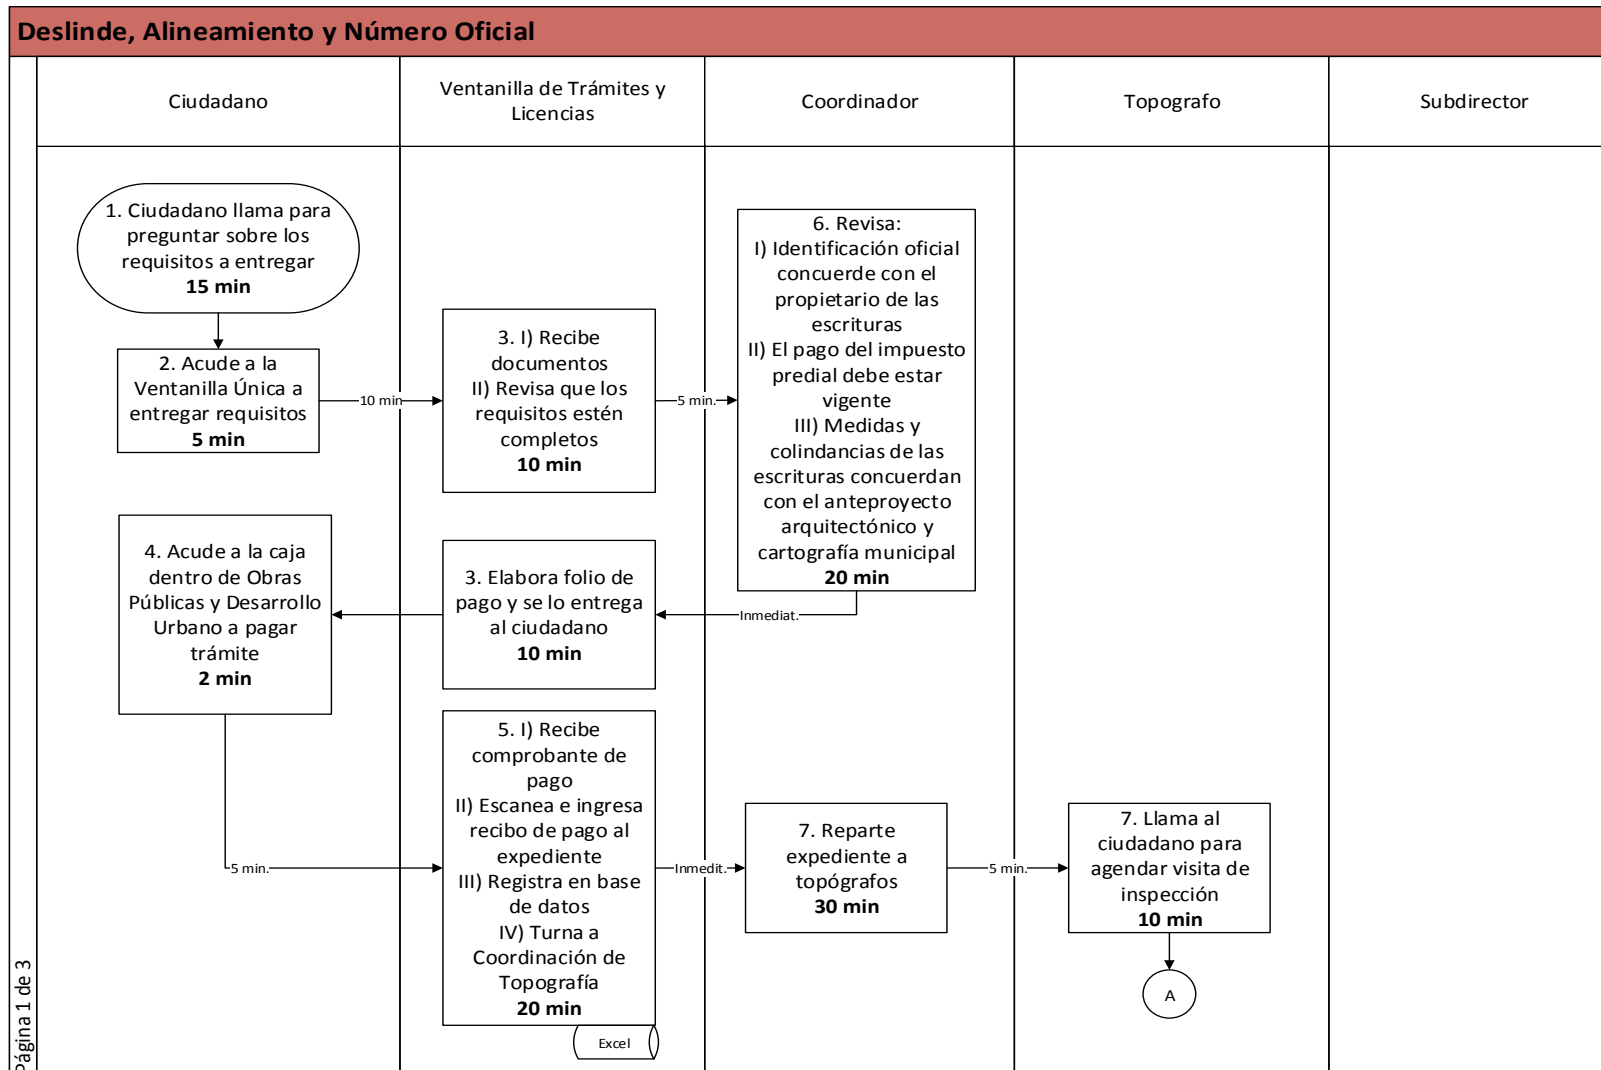 Deslinde, Alineamiento y Número Oficial
Ciudadano
Ventanilla de Trámites y
Licencias
Coordinador
Topografo
Subdirector
1. Ciudadano llama para
preguntar sobre los
requisitos a entregar
15 min
2. Acude a la
Ventanilla Única a
entregar requisitos
5 min
10 min
3. I) Recibe
documentos
II) Revisa que los
requisitos estén
completos
10 min
5 min.
6. Revisa:
I) Identificación oficial
concuerde con el
propietario de las
escrituras
II) El pago del impuesto
predial debe estar
vigente
III) Medidas y
colindancias de las
escrituras concuerdan
con el anteproyecto
arquitectónico y
cartografía municipal
20 min
Inmediat.
3. Elabora folio de
pago y se lo entrega
al ciudadano
10 min
4. Acude a la caja
dentro de Obras
Públicas y Desarrollo
Urbano a pagar
trámite
2 min
5 min.
5. I) Recibe
comprobante de
pago
II) Escanea e ingresa
recibo de pago al
expediente
III) Registra en base
de datos
IV) Turna a
Coordinación de
Topografía
20 min
Excel
Inmedit.
7. Reparte
expediente a
topógrafos
30 min
5 min.
7. Llama al
ciudadano para
agendar visita de
inspección
10 min
A
Página 1 de 3